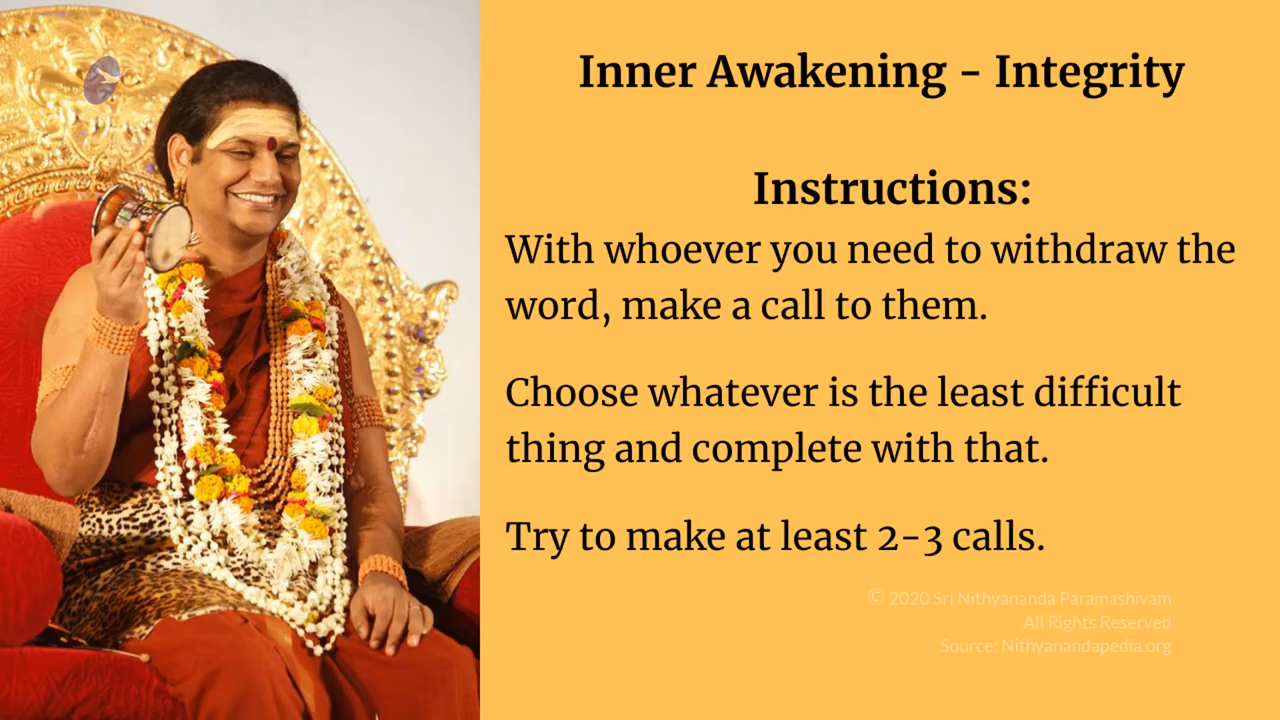 Inner Awakening - Integrity
Instructions:
With whoever you need to withdraw the
word, make a call to them.
Choose whatever is the least difficult
thing and complete with that.
Try to make at least 2-3 calls.
© 2020 Sri Nithyananda Paramashivam
All Rights Reserved
Source: Nithyanandapedia.org